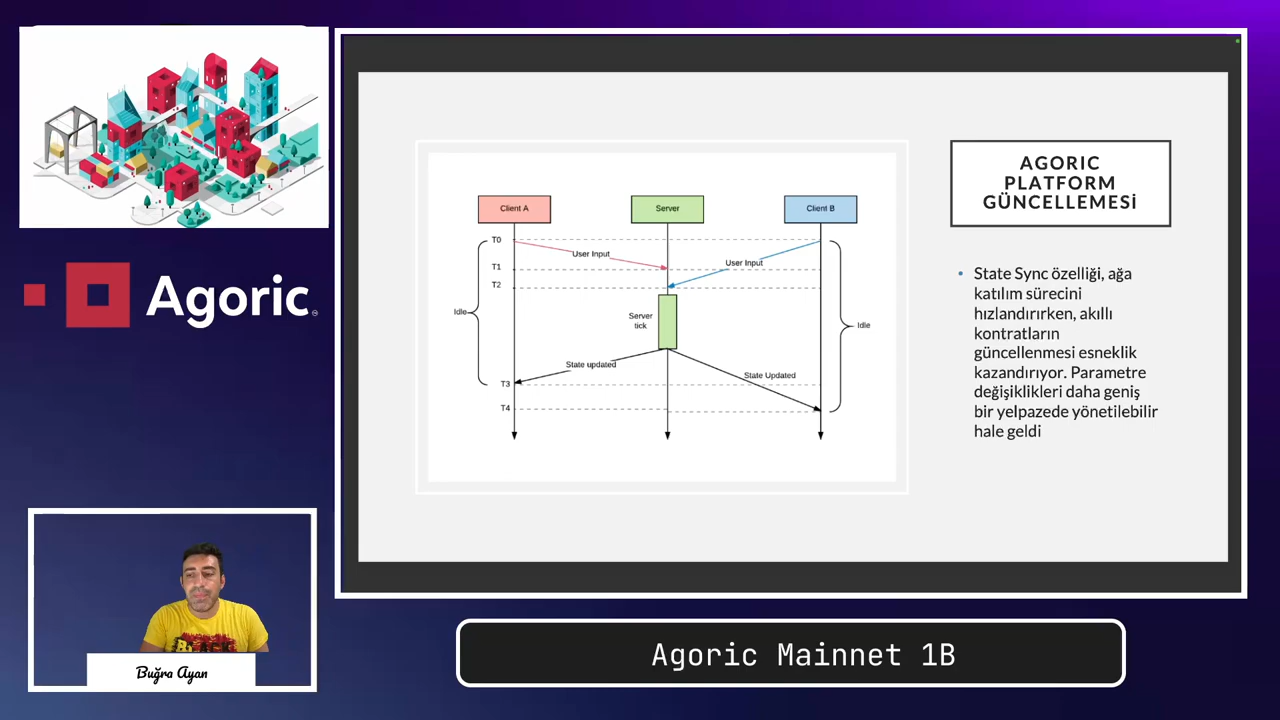 Agoric
Buğra Ayan
Client A
Server
Client B
T0
User Input
User Input
T1
T2
Idle
Server
tick
Idle
State updated
State Updated
T3
T4
AGORIC
PLATFORM
GÜNCELLEMESİ
• State Sync özelliği, ağa
katılım sürecini
hızlandırırken, akıllı
kontratların
güncellenmesi esneklik
kazandırıyor. Parametre
değişiklikleri daha geniş
bir yelpazede yönetilebilir
hale geldi
Agoric Mainnet 1B